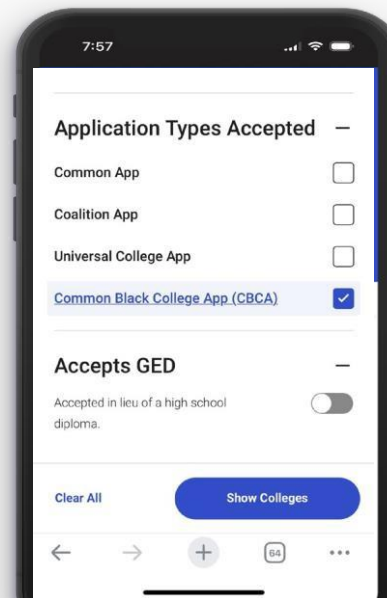 7:57
Application Types Accepted
Common App
Coalition App
Universal College App
Common Black College App (CBCA)
Accepts GED
Accepted in lieu of a high school
diploma.
Clear All
Show Colleges
64